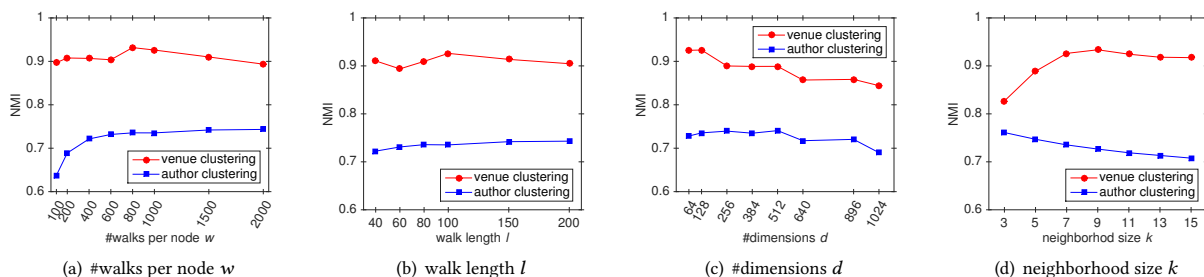 1
0.9
0.8
0.7
0.6
NMI
venue clustering
author clustering
100
200
400
600
800
1000
1500
2000
#walks per node w
(a) #walks per node w
1
0.9
0.8
0.7
0.6
NMI
venue clustering
author clustering
40 60 80 100 150 200
walk length l
(b) walk length l
1
0.9
0.8
0.7
0.6
NMI
venue clustering
author clustering
64
128
256
384
512
640
896
1024
#dimensions d
(c) #dimensions d
1
0.9
0.8
0.7
0.6
NMI
venue clustering
author clustering
3 5 7 9 11 13 15
neighborhod size k
(d) neighborhood size k